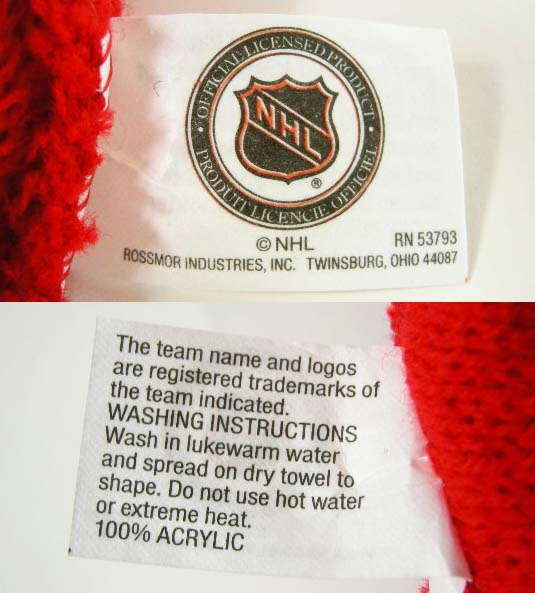 • OFFICIAL LICENSED PRODUCT •
NHL
PRODUIT LICENCIE OFFICIEL
®
© NHL
RN 53793
ROSSMOR INDUSTRIES, INC. TWINSBURG, OHIO 44087
The team name and logos
are registered trademarks of
the team indicated.
WASHING INSTRUCTIONS
Wash in lukewarm water
and spread on dry towel to
shape. Do not use hot water
or extreme heat.
100% ACRYLIC